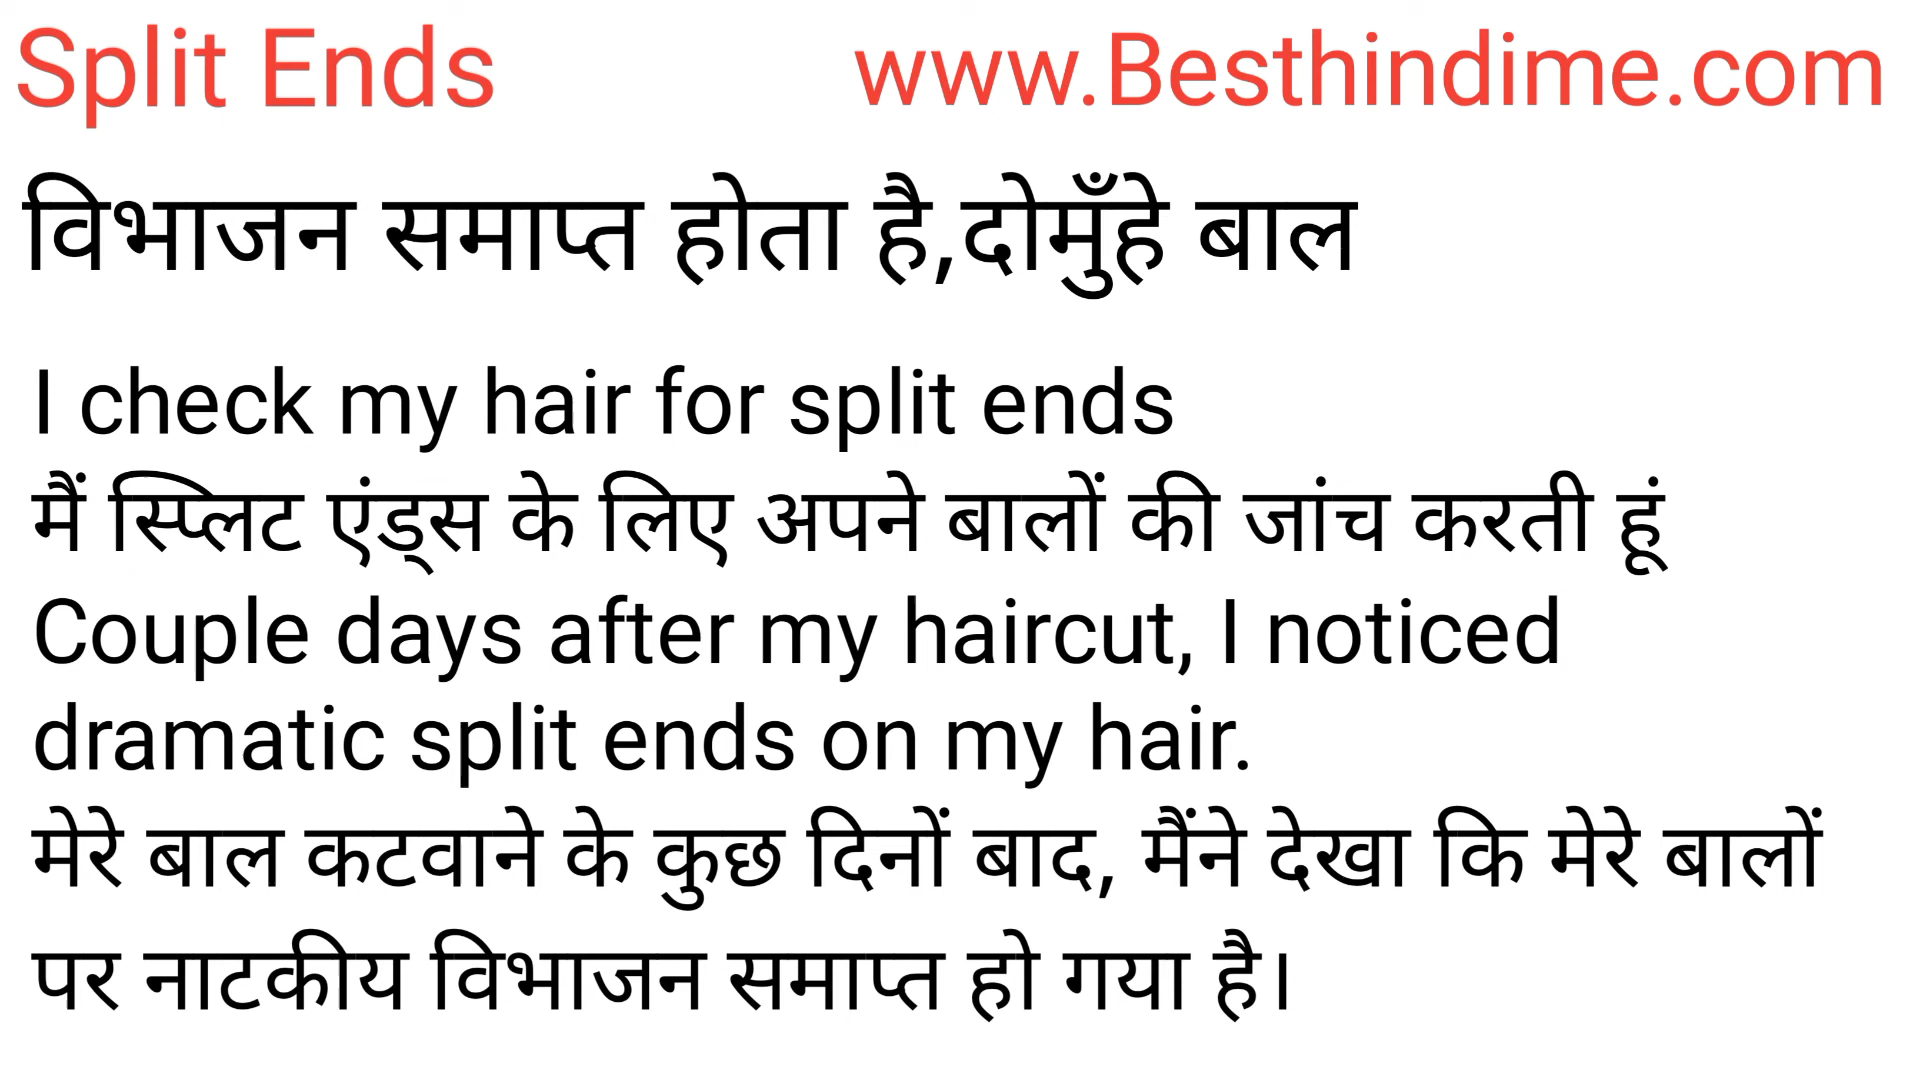 Split Ends www.Besthindime.com
विभाजन समाप्त होता है,दोमुँहे बाल
I check my hair for split ends
मैं स्प्लिट एंड्स के लिए अपने बालों की जांच करती हूं
Couple days after my haircut, I noticed
dramatic split ends on my hair.
मेरे बाल कटवाने के कुछ दिनों बाद, मैंने देखा कि मेरे बालों
पर नाटकीय विभाजन समाप्त हो गया है।